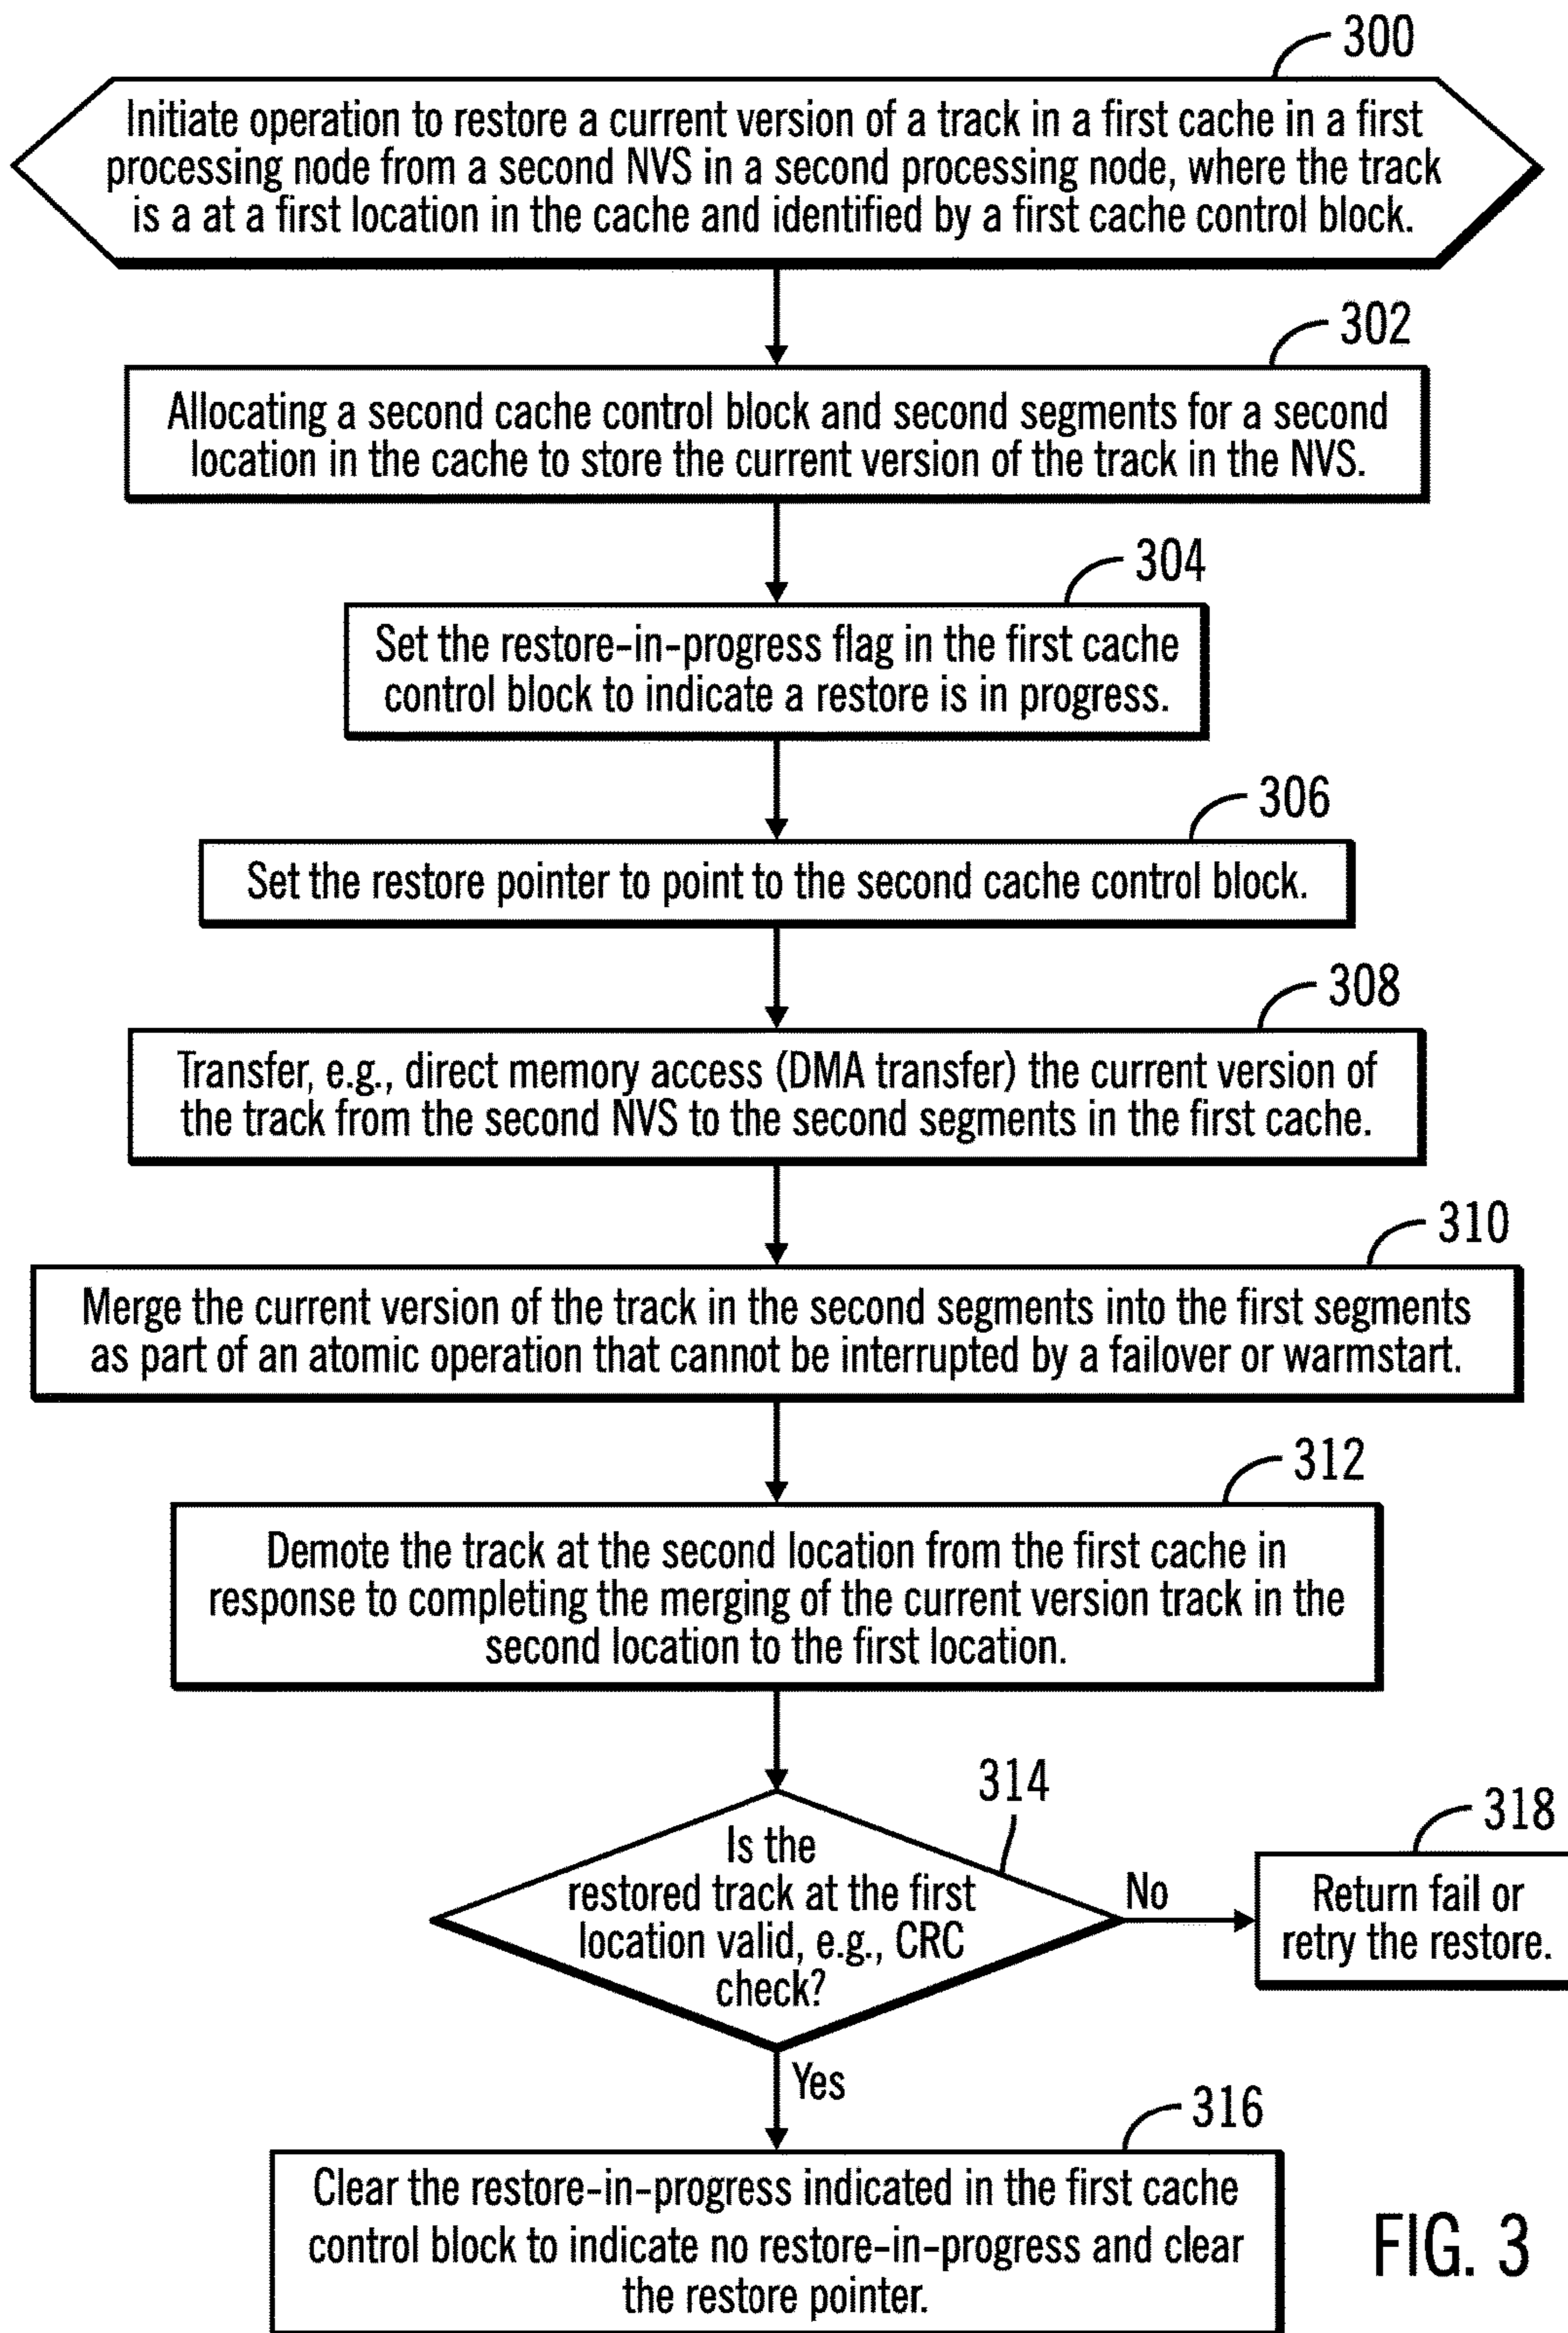 300
Initiate operation to restore a current version of a track in a first cache in a first
processing node from a second NVS in a second processing node, where the track
is a at a first location in the cache and identified by a first cache control block.
302
Allocating a second cache control block and second segments for a second
location in the cache to store the current version of the track in the NVS.
304
Set the restore-in-progress flag in the first cache
control block to indicate a restore is in progress.
306
Set the restore pointer to point to the second cache control block.
308
Transfer, e.g., direct memory access (DMA transfer) the current version of
the track from the second NVS to the second segments in the first cache.
310
Merge the current version of the track in the second segments into the first segments
as part of an atomic operation that cannot be interrupted by a failover or warmstart.
312
Demote the track at the second location from the first cache in
response to completing the merging of the current version track in the
second location to the first location.
314
Is the
restored track at the first
location valid, e.g., CRC
check?
No
318
Return fail or
retry the restore.
Yes
316
Clear the restore-in-progress indicated in the first cache
control block to indicate no restore-in-progress and clear
the restore pointer.
FIG. 3